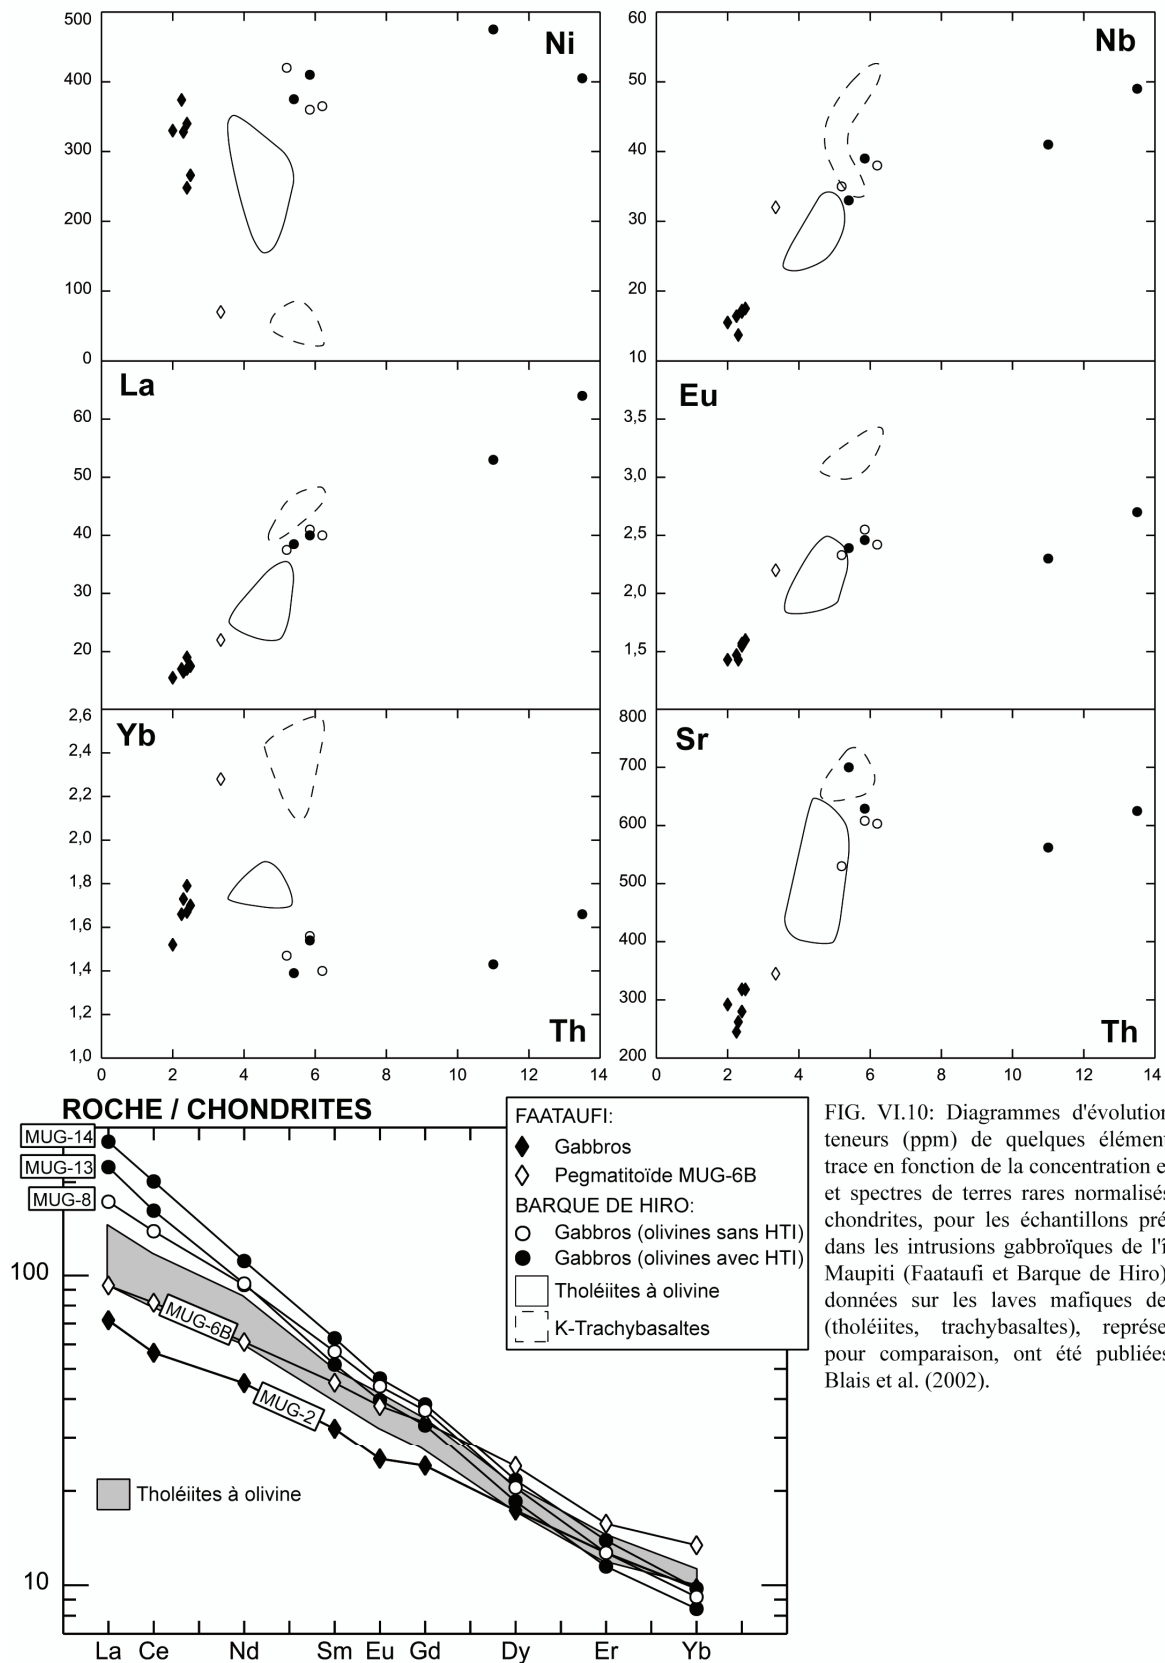 500
400
300
200
100
0
Ni
60
50
40
30
20
10
Nb
60
50
40
30
20
La
3,5
3,0
2,5
2,0
1,5
Eu
2,6
2,4
2,2
2,0
1,8
1,6
1,4
1,2
1,0
Yb
Th
0 2 4 6 8 10 12 14
800
700
600
500
400
300
200
Sr
Th
0 2 4 6 8 10 12 14
ROCHE / CHONDRITES
MUG-14
MUG-13
MUG-8
MUG-6B
MUG-2
100
10
Tholéiites à olivine
La Ce Nd Sm Eu Gd Dy Er Yb
FAATAUFI:
Gabbros
Pegmatitoïde MUG-6B
BARQUE DE HIRO:
Gabbros (olivines sans HTI)
Gabbros (olivines avec HTI)
Tholéiites à olivine
K-Trachybasaltes
FIG. VI.10: Diagrammes d'évolution
teneurs (ppm) de quelques élément
trace en fonction de la concentration e
et spectres de terres rares normalisés
chondrites, pour les échantillons pré
dans les intrusions gabbroïques de l'î
Maupiti (Faataufi et Barque de Hiro)
données sur les laves mafiques de
(tholéiites, trachybasaltes), représe
pour comparaison, ont été publiées
Blais et al. (2002).